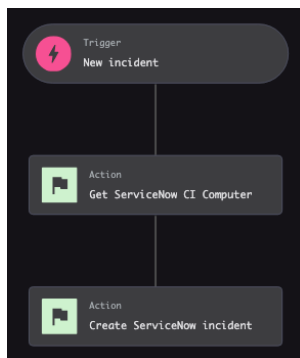 Trigger
New incident
Action
Get ServiceNow CI Computer
Action
Create ServiceNow incident